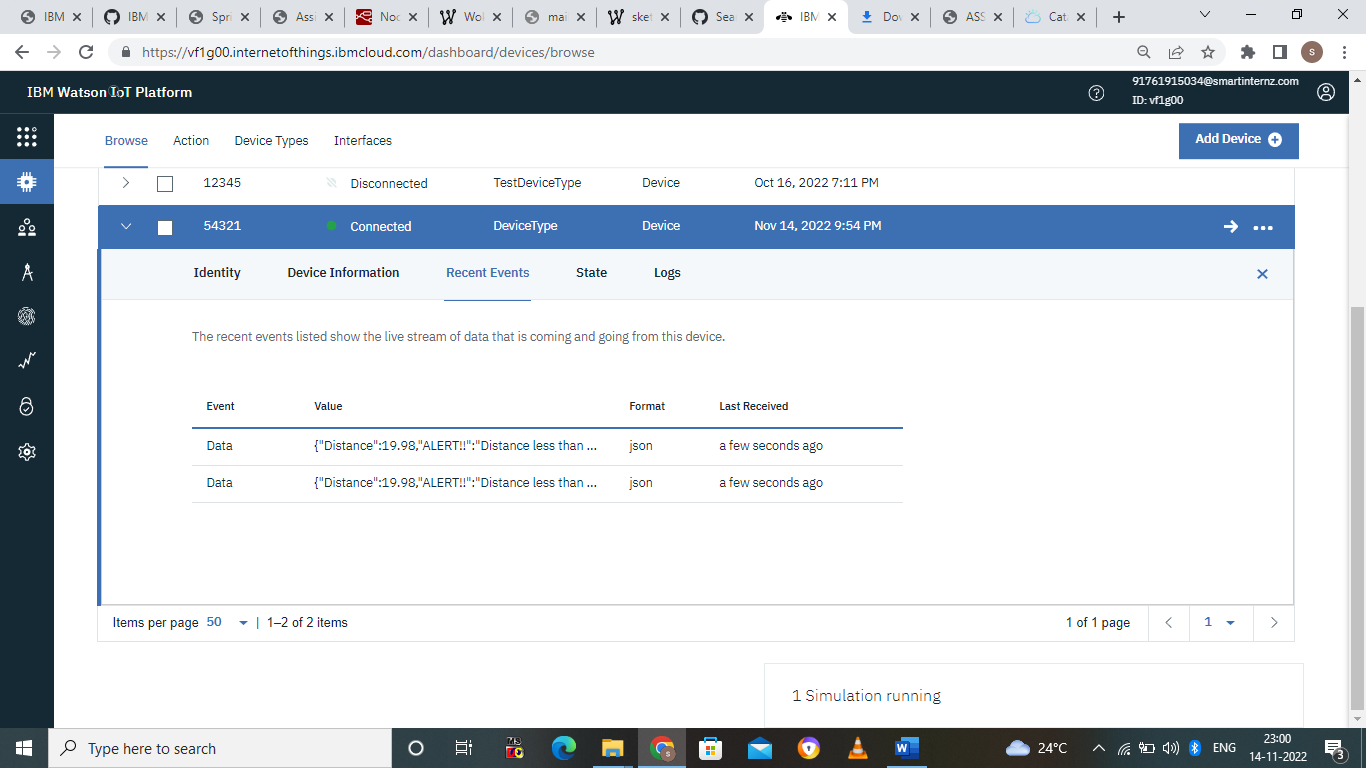 IBM
IBM
Spri
Assi
Noc
Wok
mai
sket
Sea
IBM
Dov
ASS
Cat
https://vf1g00.internetofthings.ibmcloud.com/dashboard/devices/browse
S
IBM Watson IoT Platform
91761915034@smartinternz.com
ID: vf1g00
Browse Action Device Types Interfaces
Add Device
12345 Disconnected TestDeviceType Device Oct 16, 2022 7:11 PM
54321 Connected DeviceType Device Nov 14, 2022 9:54 PM
Identity Device Information Recent Events State Logs
The recent events listed show the live stream of data that is coming and going from this device.
Event Value Format Last Received
Data {"Distance":19.98,"ALERT!!":"Distance less than ... json a few seconds ago
Data {"Distance":19.98,"ALERT!!":"Distance less than ... json a few seconds ago
Items per page 50 | 1–2 of 2 items 1 of 1 page 1
1 Simulation running
Type here to search
24°C
ENG
23:00
14-11-2022
3